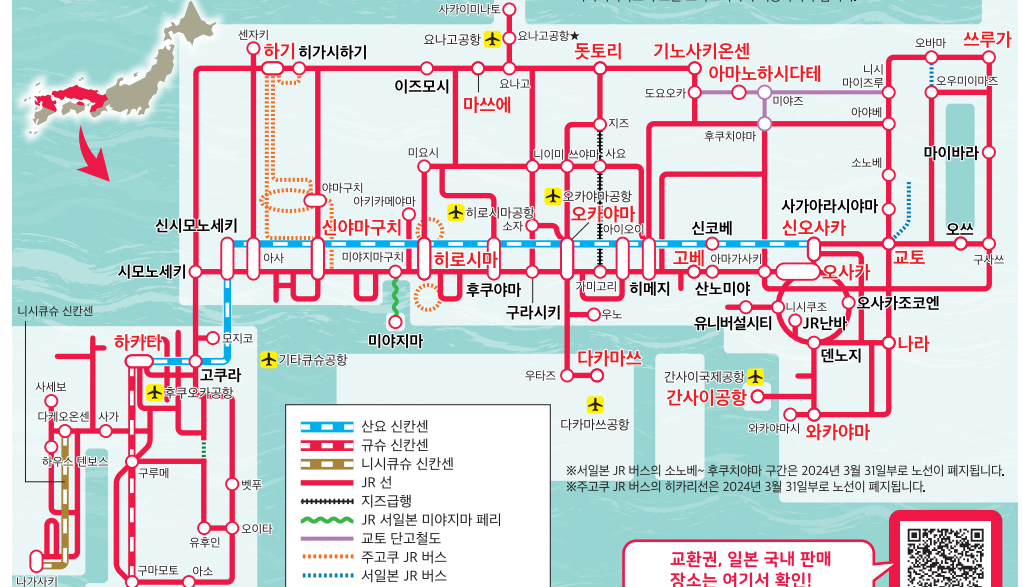 사카이미나토
센자키
요나고공항
요나고공항★
하기
히가시하기
돗토리
기노사키온센
오바마
쓰루가
아마노하시다테
니시
마이즈루
오우미이마즈
이즈모시
마쓰에
요나고
도요오카
미야즈
아야베
지즈
후쿠치야마
미요시
니이미
쓰야마
사요
마이바라
소노베
야마구치
아키카메야마
히로시마공항
오카야마공항
오카야마
사가아라시야마
신시모노세키
신야마구치
소자
아이오이
신코베
신오사카
오쓰
아사
미야지마구치
히로시마
고베
아마가사키
교토
구사쓰
시모노세키
후쿠야마
가미고리
히메지
산노미야
오사카
구라시키
니시쿠조
오사카조코엔
니시큐슈 신칸센
우노
유니버설시티
JR난바
미야지마
하카타
모지코
덴노지
나라
기타큐슈공항
다카마쓰
고쿠라
우타즈
간사이국제공항
사세보
후쿠오카공항
간사이공항
다케오온센
사가
다카마쓰공항
와카야마시
와카야마
하우스텐보스
구루메
벳푸
유후인
오이타
나가사키
구마모토
아소
산요 신칸센
규슈 신칸센
니시큐슈 신칸센
JR 선
지즈급행
JR 서일본 미야지마 페리
교토 단고철도
주고쿠 JR 버스
서일본 JR 버스
※서일본 JR 버스의 소노베~ 후쿠치야마 구간은 2024년 3월 31일부로 노선이 폐지됩니다.
※주고쿠 JR 버스의 히카리선은 2024년 3월 31일부로 노선이 폐지됩니다.
교환권, 일본 국내 판매
장소는 여기서 확인!